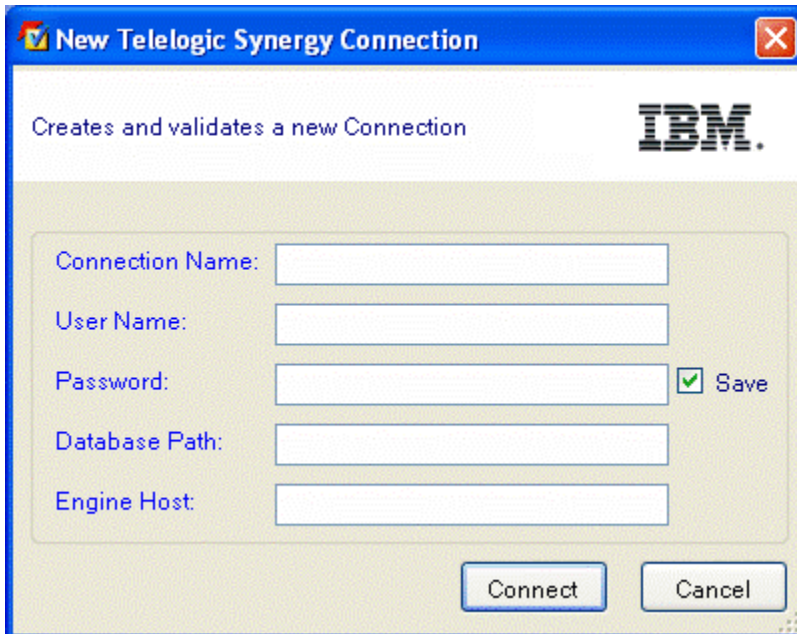 New Telelogic Synergy Connection
Creates and validates a new Connection
IBM.
Connection Name:
User Name:
Password:
Save
Database Path:
Engine Host:
Connect
Cancel